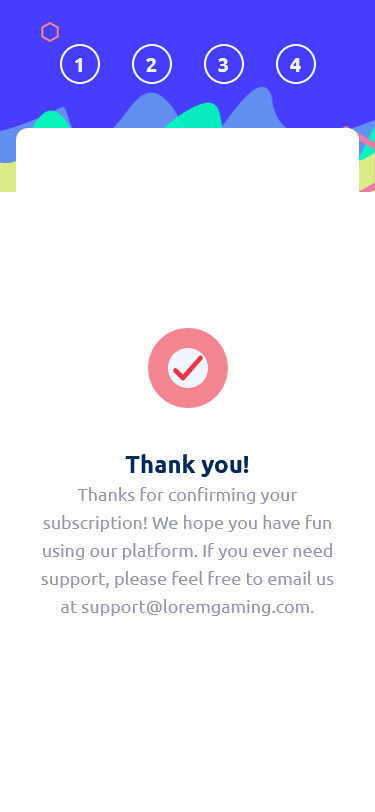 1 2 3 4
Thank you!
Thanks for confirming your
subscription! We hope you have fun
using our platform. If you ever need
support, please feel free to email us
at support@loremgaming.com.